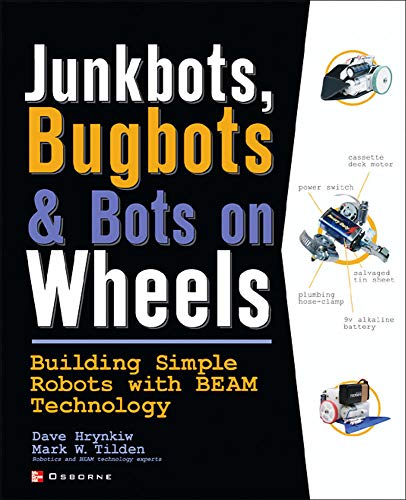 Junkbots,
Bugbots
& Bots on
Wheels
Building Simple
Robots with BEAM
Technology
Dave Hrynkiw
Mark W. Tilden
Robotics and BEAM technology experts
OSBORNE
cassette
deck motor
power switch
salvaged
tin sheet
plumbing
hose-clamp
9v alkaline
battery